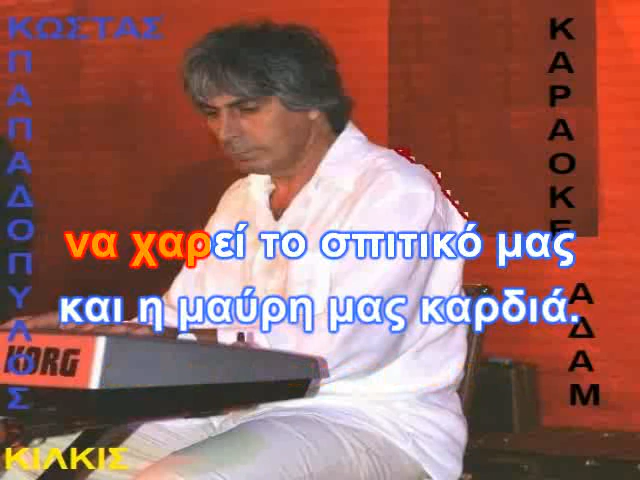 ΚΩΣΤΑΣ
ΠΑΠΑΔΟΠΥΛΟΣ
ΚΑΡΑΟΚΕ
ΑΔΑΜ
να χαρεί το σπιτικό μας
και η μαύρη μας καρδιά.
KORG
ΚΙΛΚΙΣ